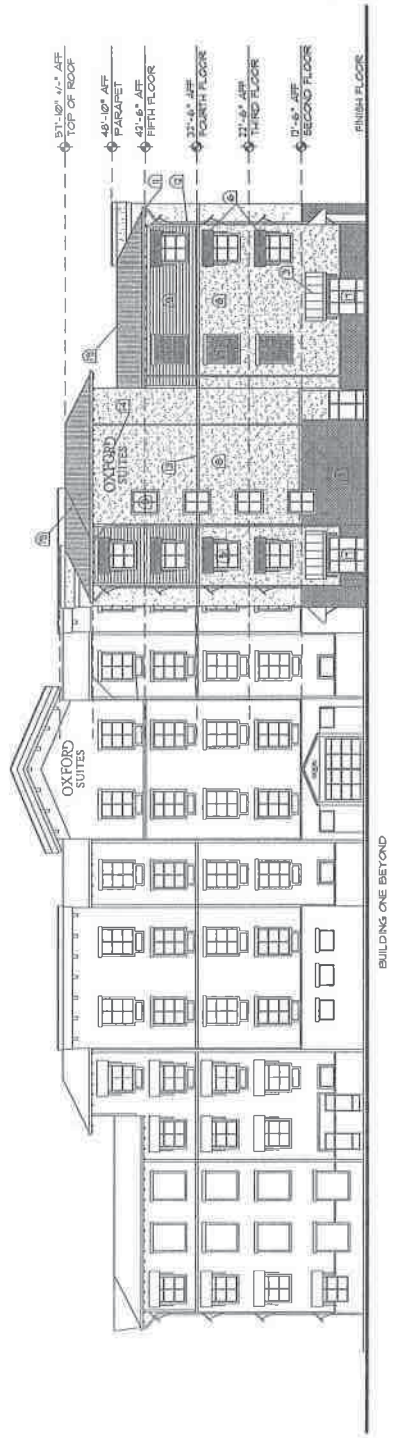 57'-10" +/- AFF
TOP OF ROOF
48'-10" AFF
PARAPET
42'-6" AFF
FIFTH FLOOR
32'-6" AFF
FOURTH FLOOR
22'-6" AFF
THIRD FLOOR
12'-6" AFF
SECOND FLOOR
FINISH FLOOR
OXFORD
SUITES
OXFORD
SUITES
BUILDING ONE BEYOND